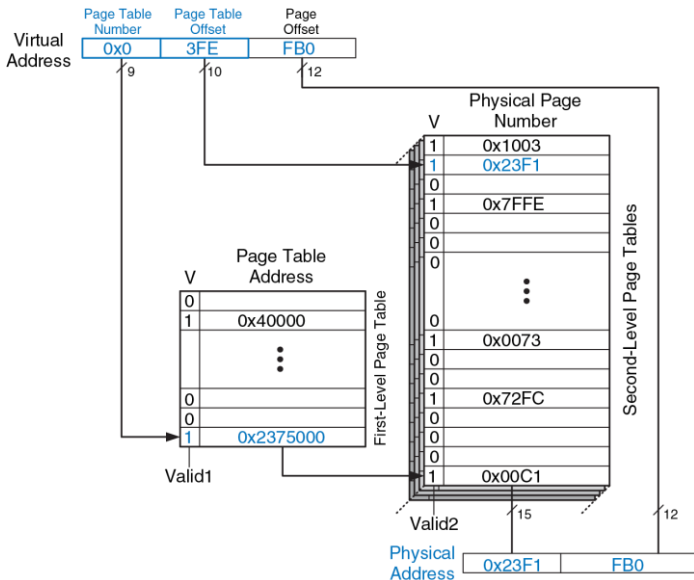 Page Table Number
Page Table Offset
Page Offset
Virtual Address
0x0 3FE FB0
9 10 12
Physical Page Number
V
1 0x1003
1 0x23F1
0
1 0x7FFE
0
0
0
0
1 0x0073
0
0
1 0x72FC
0
0
0
1 0x00C1
Second-Level Page Tables
Page Table Address
V
0
1 0x40000
0
0
1 0x2375000
First-Level Page Table
Valid1
Valid2
15 12
Physical Address
0x23F1 FB0